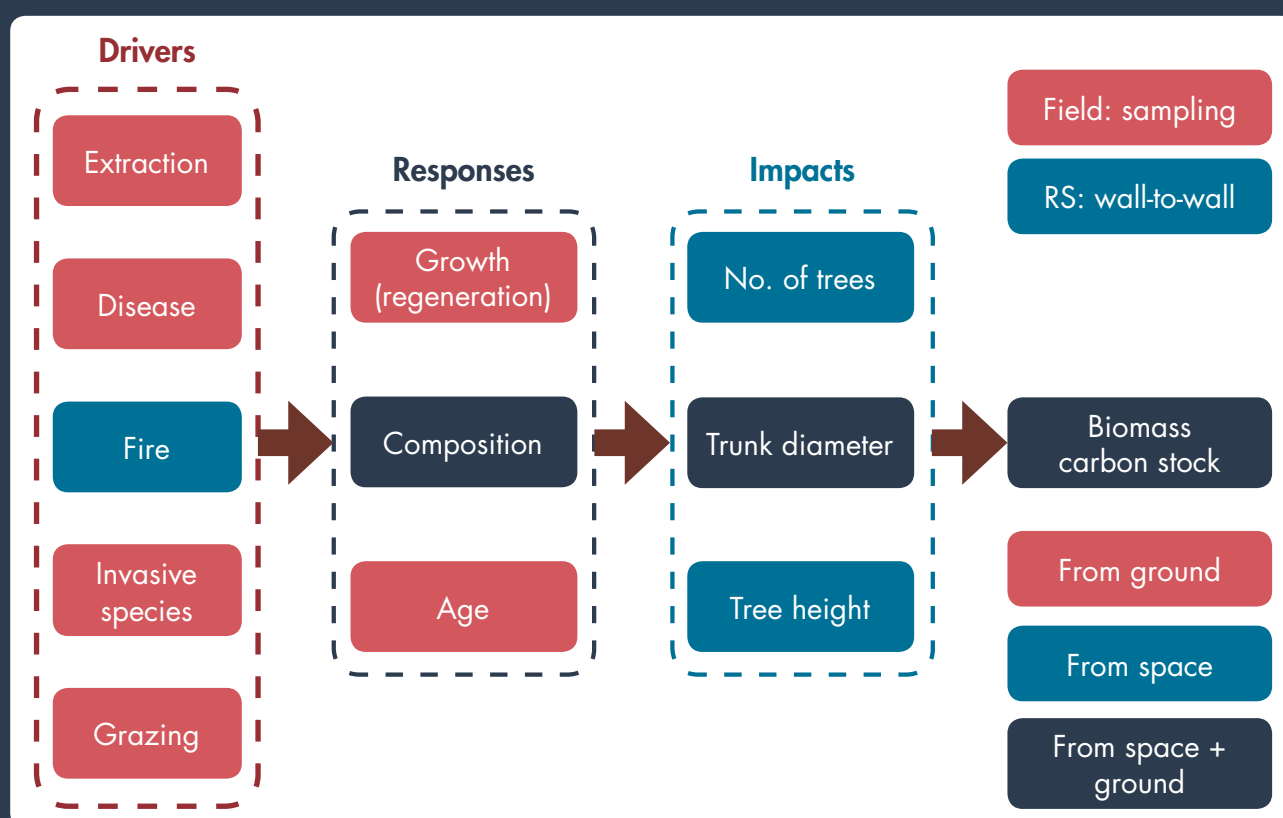 Drivers
Extraction
Disease
Fire
Invasive
species
Grazing
Responses
Growth
(regeneration)
Composition
Age
Impacts
No. of trees
Trunk diameter
Tree height
Field: sampling
RS: wall-to-wall
Biomass
carbon stock
From ground
From space
From space +
ground